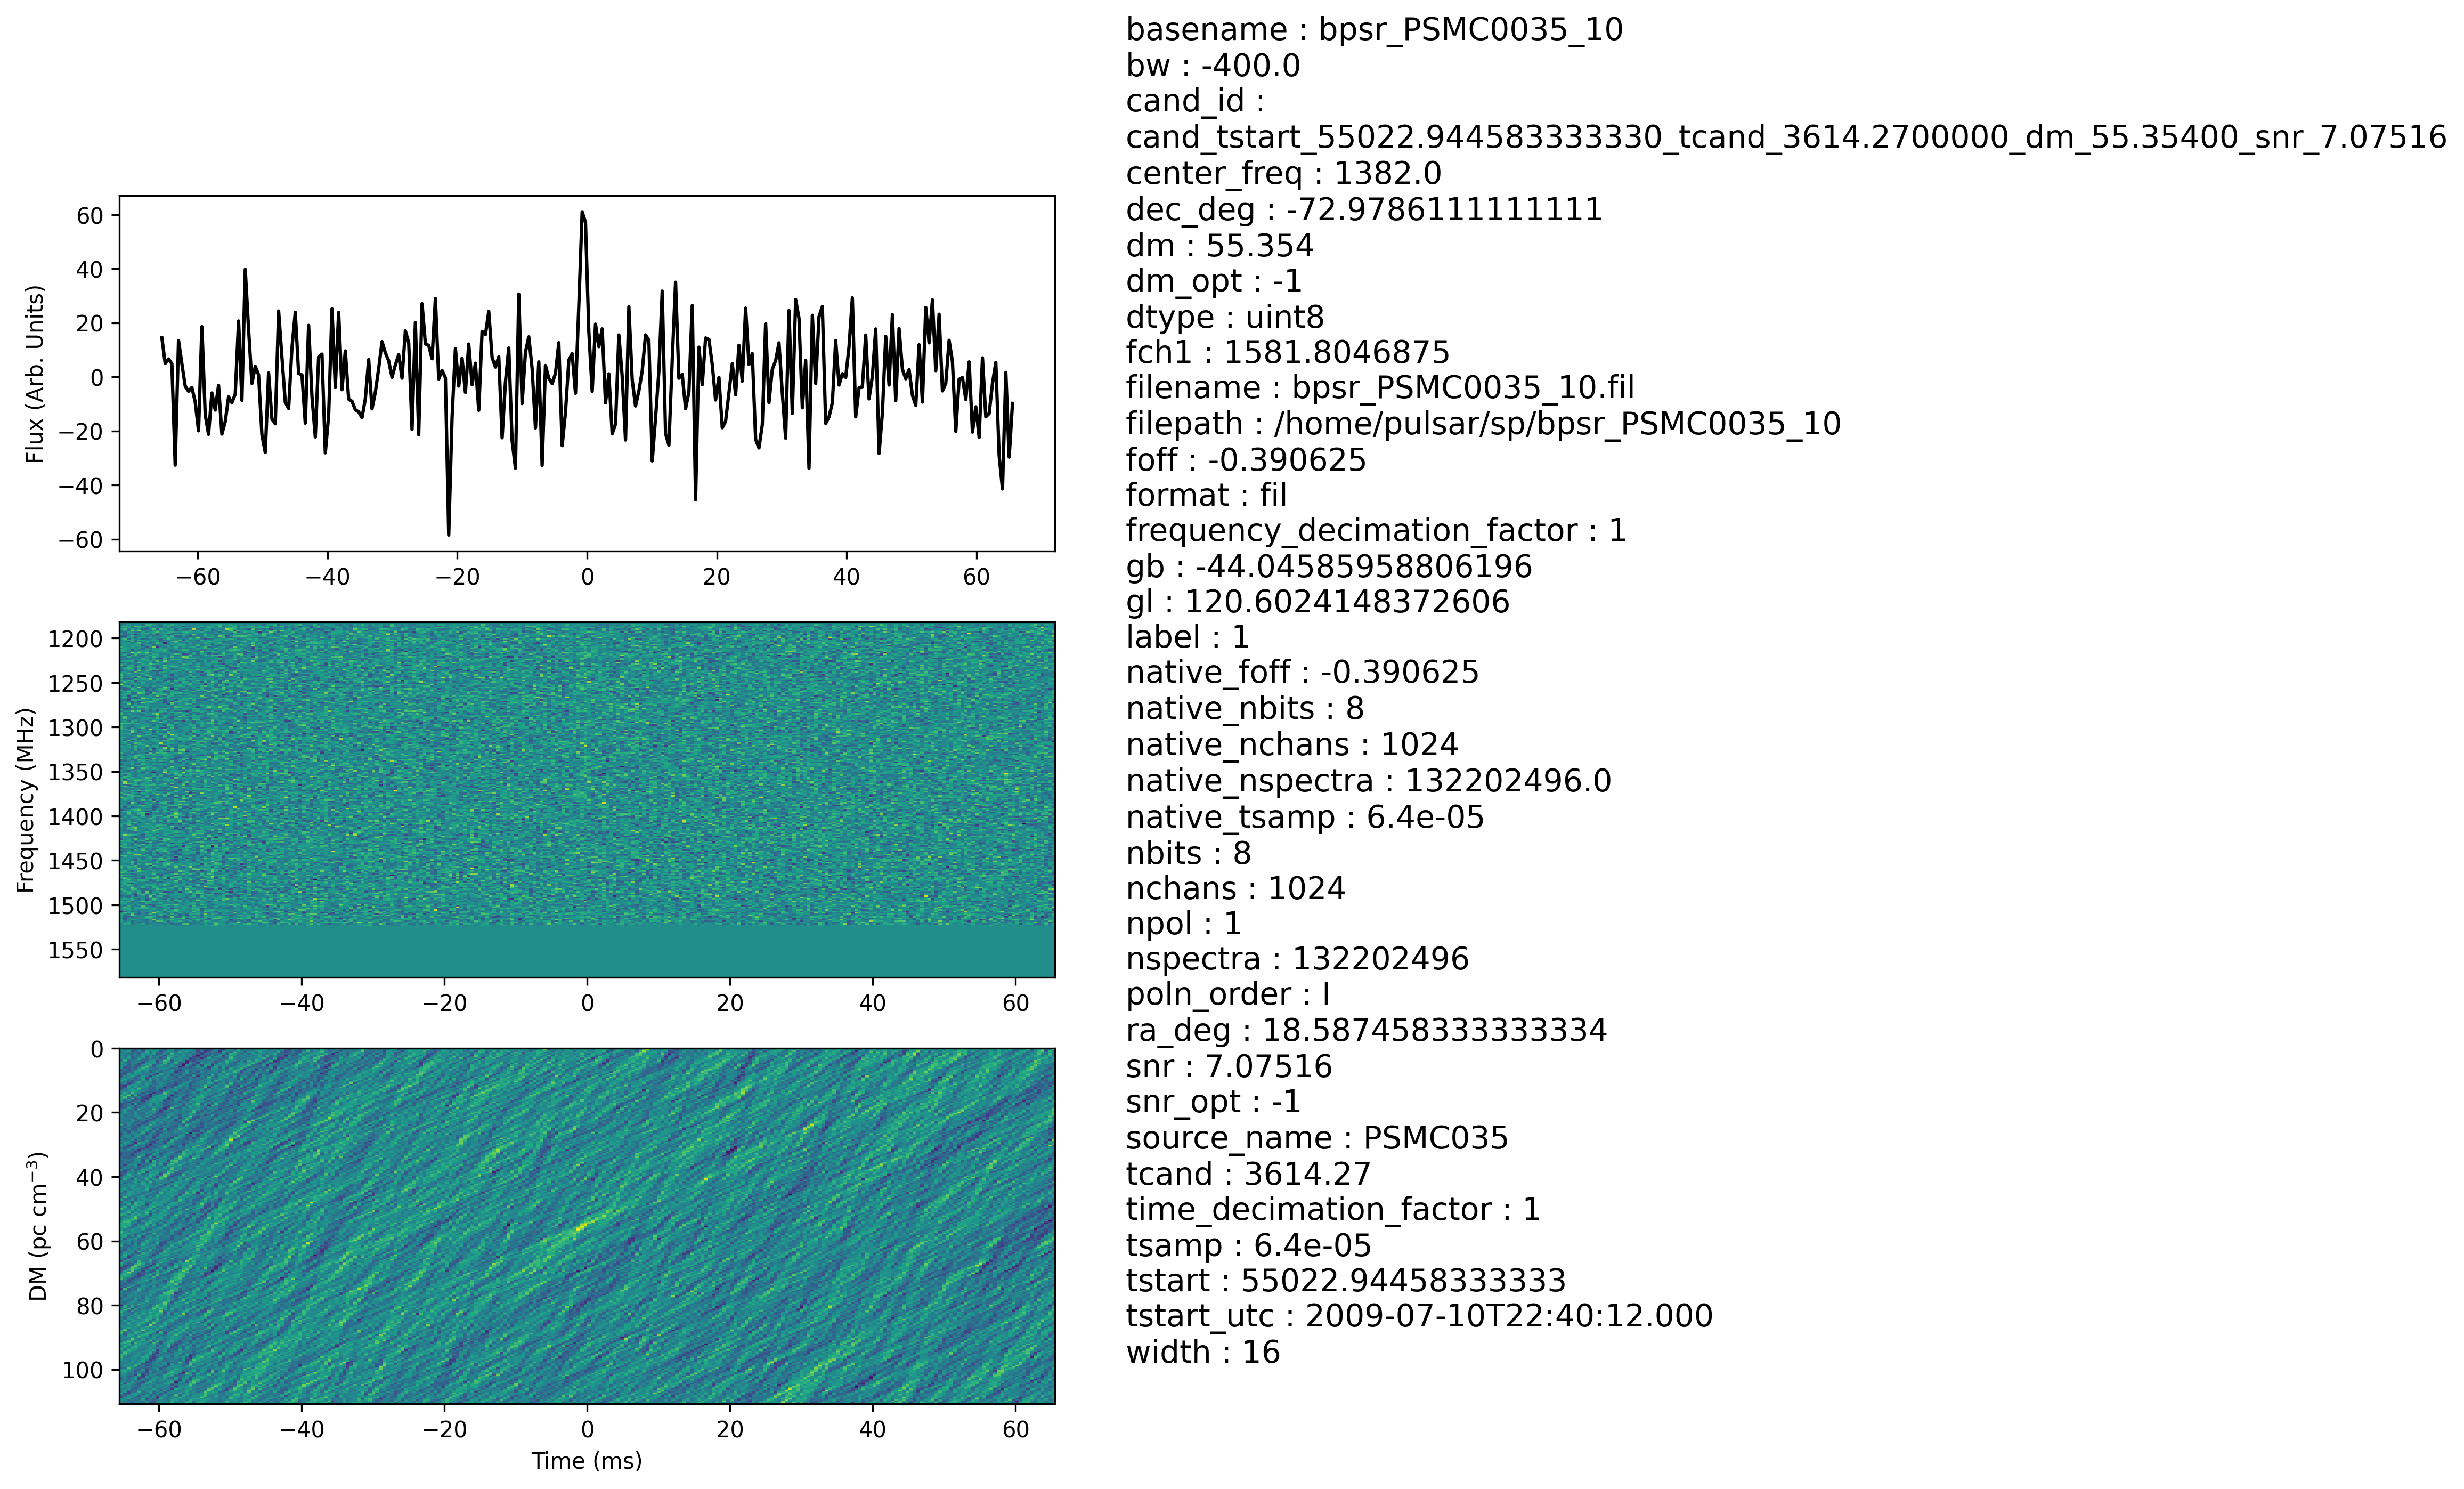 basename : bpsr_PSMC0035_10
bw : -400.0
cand_id :
cand_tstart_55022.944583333330_tcand_3614.2700000_dm_55.35400_snr_7.07516
center_freq : 1382.0
dec_deg : -72.9786111111111
dm : 55.354
dm_opt : -1
dtype : uint8
fch1 : 1581.8046875
filename : bpsr_PSMC0035_10.fil
filepath : /home/pulsar/sp/bpsr_PSMC0035_10
foff : -0.390625
format : fil
frequency_decimation_factor : 1
gb : -44.04585958806196
gl : 120.6024148372606
label : 1
native_foff : -0.390625
native_nbits : 8
native_nchans : 1024
native_nspectra : 132202496.0
native_tsamp : 6.4e-05
nbits : 8
nchans : 1024
npol : 1
nspectra : 132202496
poln_order : I
ra_deg : 18.587458333333334
snr : 7.07516
snr_opt : -1
source_name : PSMC035
tcand : 3614.27
time_decimation_factor : 1
tsamp : 6.4e-05
tstart : 55022.94458333333
tstart_utc : 2009-07-10T22:40:12.000
width : 16
Flux (Arb. Units)
60
40
20
0
−20
−40
−60
−60 −40 −20 0 20 40 60
Frequency (MHz)
1200
1250
1300
1350
1400
1450
1500
1550
−60 −40 −20 0 20 40 60
DM (pc cm⁻³)
0
20
40
60
80
100
−60 −40 −20 0 20 40 60
Time (ms)